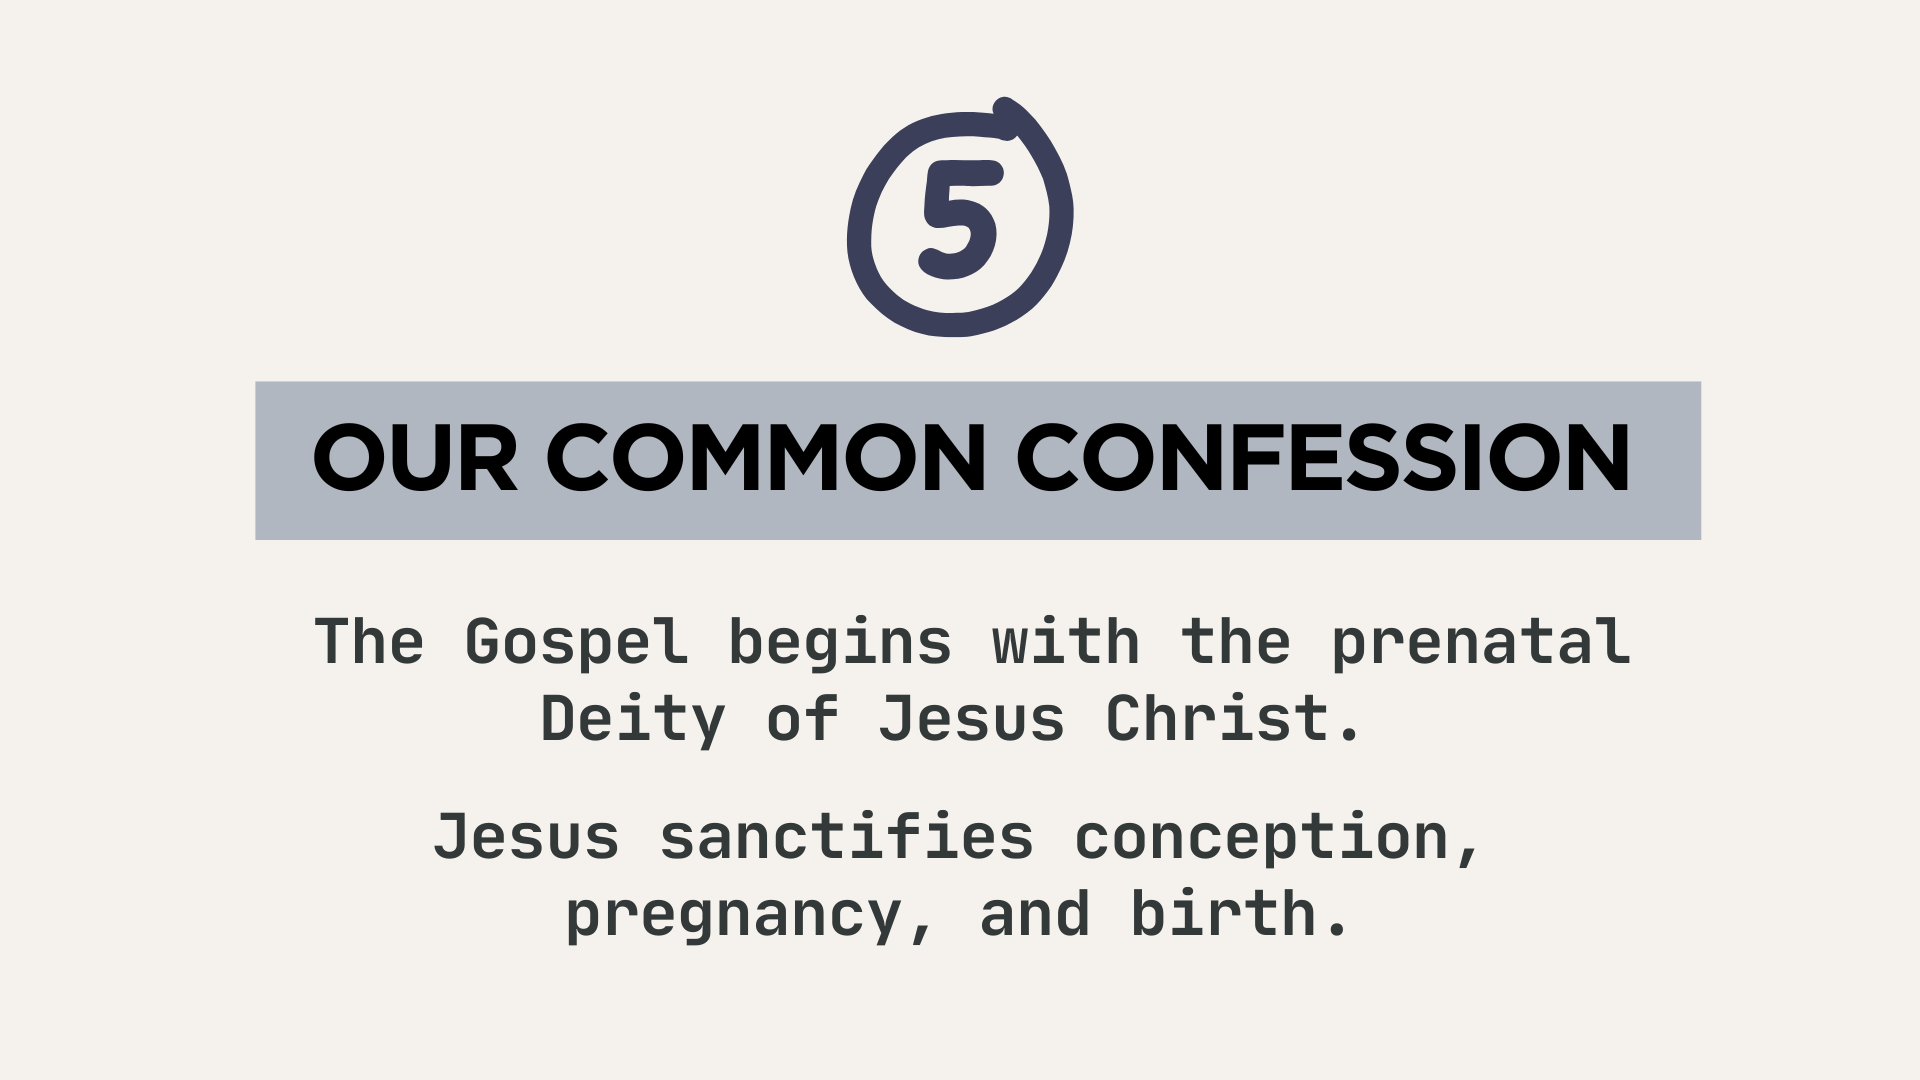 5
OUR COMMON CONFESSION
The Gospel begins with the prenatal
Deity of Jesus Christ.
Jesus sanctifies conception,
pregnancy, and birth.